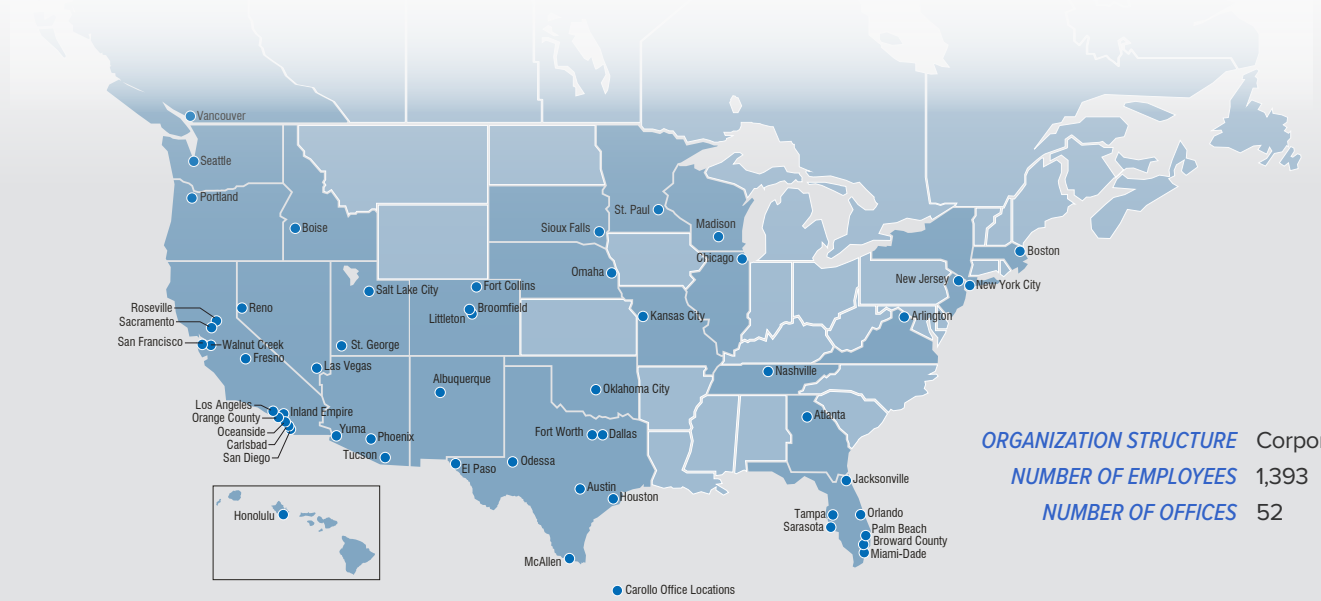 Vancouver
Seattle
Portland
Boise
St. Paul
Sioux Falls
Madison
Chicago
Boston
Omaha
New Jersey
New York City
Salt Lake City
Fort Collins
Broomfield
Littleton
Roseville
Reno
Sacramento
Kansas City
Arlington
San Francisco
Walnut Creek
St. George
Fresno
Las Vegas
Nashville
Albuquerque
Oklahoma City
Los Angeles
Inland Empire
Orange County
Oceanside
Carlsbad
San Diego
Yuma
Phoenix
Tucson
Fort Worth
Dallas
Atlanta
El Paso
Odessa
Austin
Houston
Jacksonville
Honolulu
Tampa
Orlando
Sarasota
Palm Beach
Broward County
Miami-Dade
McAllen
Carollo Office Locations
ORGANIZATION STRUCTURE
NUMBER OF EMPLOYEES 1,393
NUMBER OF OFFICES 52